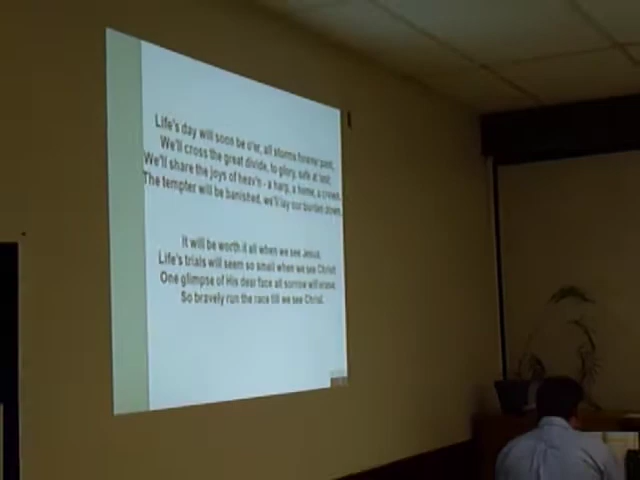 Life's day will soon be o'er, all storms forever past,
We'll cross the great divide, to glory, safe at last;
We'll share the joys of heav'n - a harp, a home, a crown,
The tempter will be banished, we'll lay our burden down.
It will be worth it all when we see Jesus,
Life's trials will seem so small when we see Christ;
One glimpse of His dear face all sorrow will erase,
So bravely run the race till we see Christ.